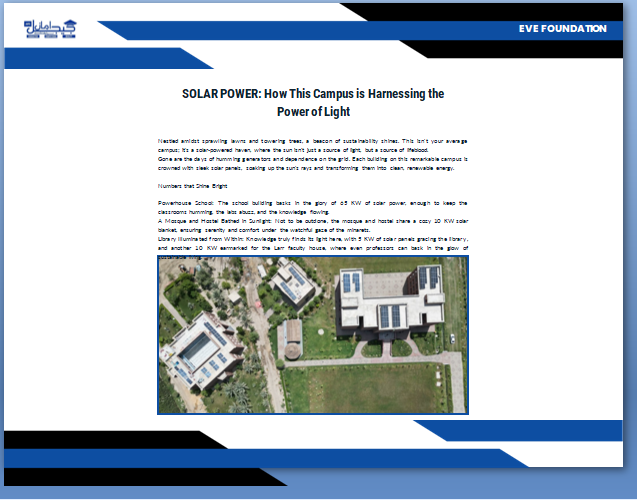 EVE FOUNDATION
SOLAR POWER: How This Campus is Harnessing the
Power of Light
Nestled amidst sprawling lawns and towering trees, a beacon of sustainability shines. This isn't your average
campus; it's a solar-powered haven, where the sun isn't just a source of light, but a source of lifeblood.
Gone are the days of humming generators and dependence on the grid. Each building on this remarkable campus is
crowned with sleek solar panels, soaking up the sun's rays and transforming them into clean, renewable energy.
Numbers that Shine Bright
Powerhouse School: The school building basks in the glory of 65 KW of solar power, enough to keep the
classrooms humming, the labs abuzz, and the knowledge flowing.
A Mosque and Hostel Bathed in Sunlight: Not to be outdone, the mosque and hostel share a cozy 10 KW solar
blanket, ensuring serenity and comfort under the watchful gaze of the minarets.
Library Illuminated from Within: Knowledge truly finds its light here, with 5 KW of solar panels gracing the library,
and another 10 KW earmarked for the Larr faculty house, where even professors can bask in the glow of